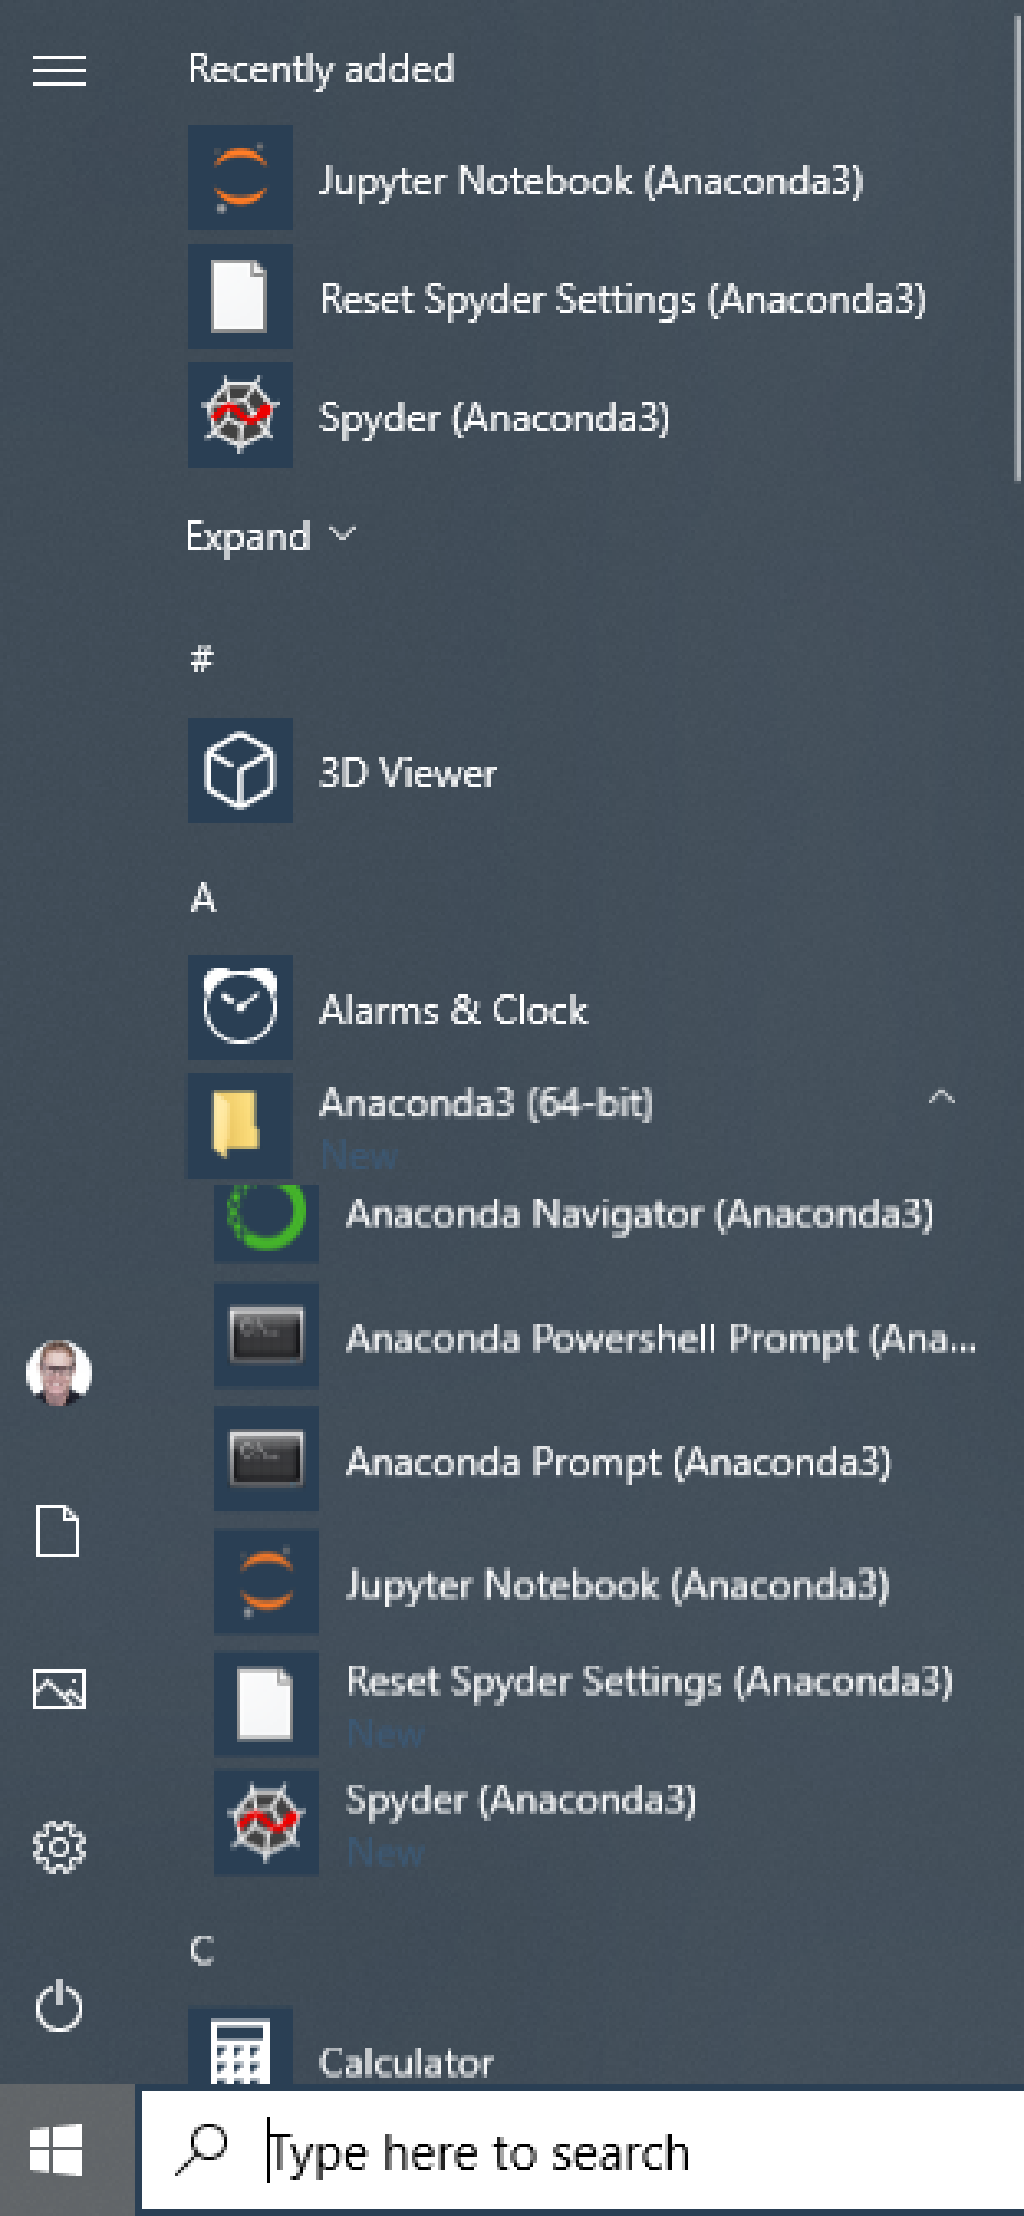 Recently added
Jupyter Notebook (Anaconda3)
Reset Spyder Settings (Anaconda3)
Spyder (Anaconda3)
Expand
#
3D Viewer
A
Alarms & Clock
Anaconda3 (64-bit)
New
Anaconda Navigator (Anaconda3)
Anaconda Powershell Prompt (Ana...
Anaconda Prompt (Anaconda3)
Jupyter Notebook (Anaconda3)
Reset Spyder Settings (Anaconda3)
New
Spyder (Anaconda3)
New
C
Calculator
Type here to search